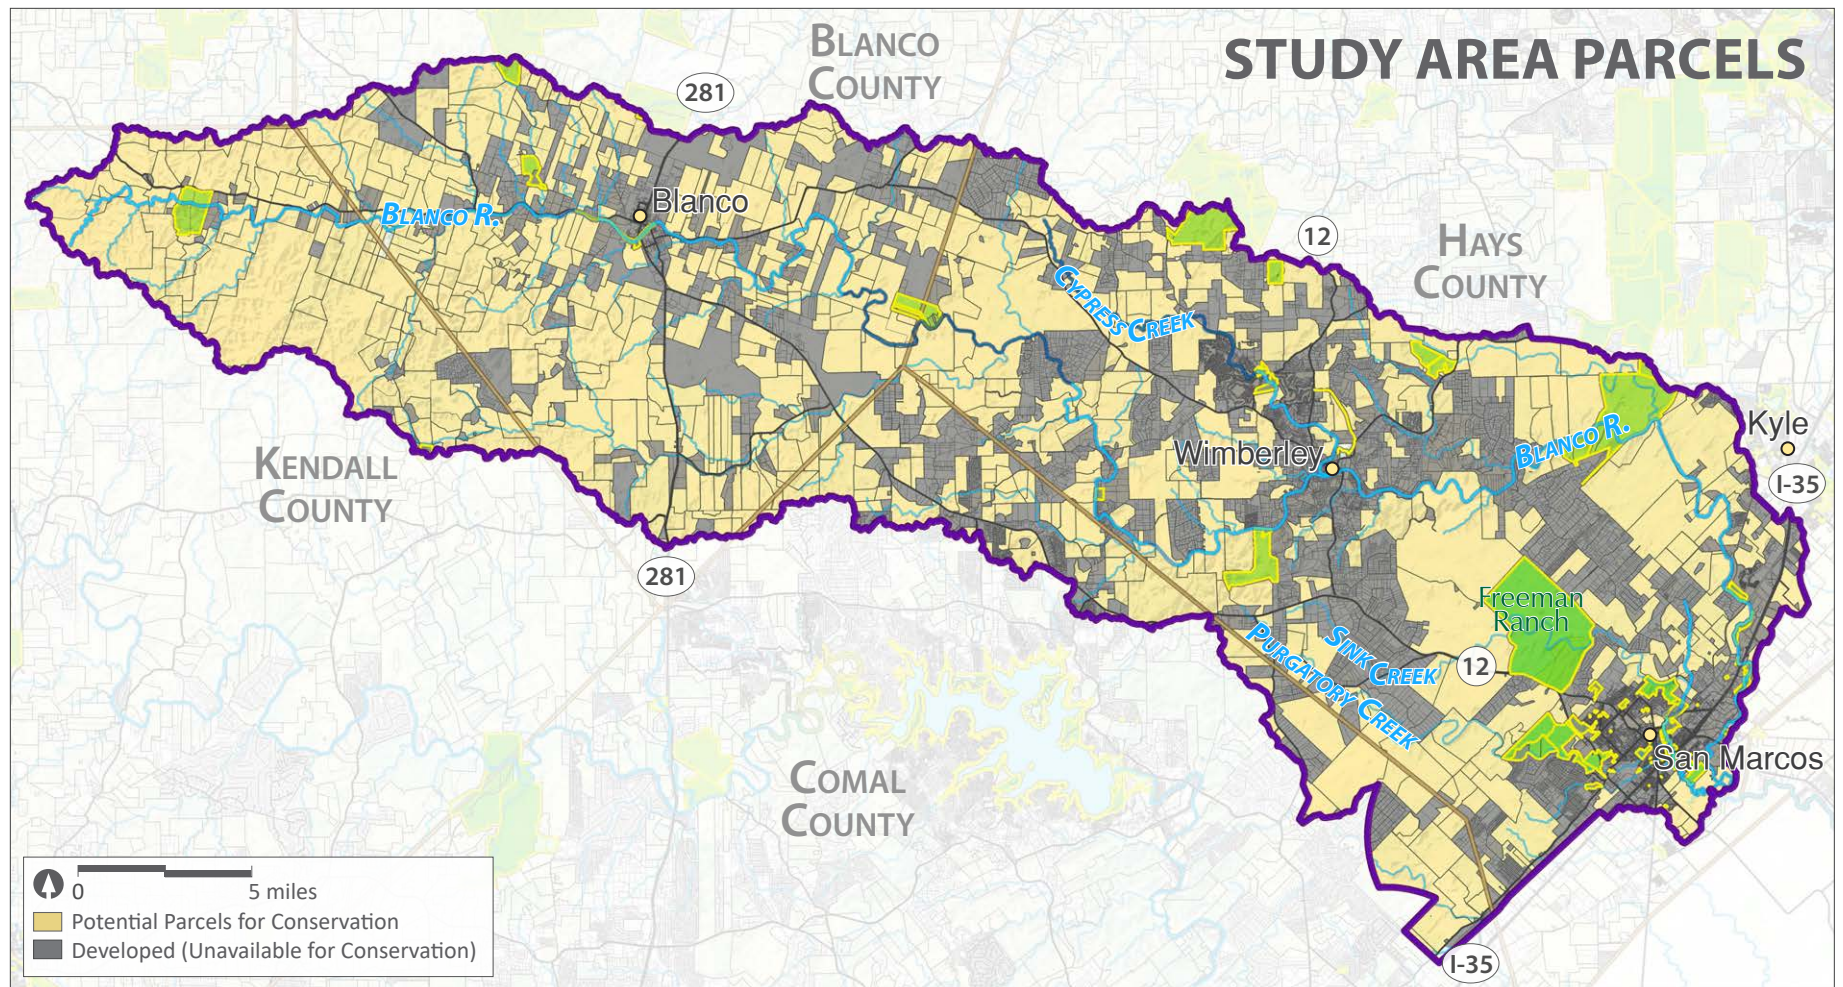 STUDY AREA PARCELS
BLANCO
COUNTY
281
Blanco
BLANCO R.
12
HAYS
COUNTY
CYPRESS CREEK
KENDALL
COUNTY
Wimberley
BLANCO R.
Kyle
I-35
281
Freeman
Ranch
SINK CREEK
PURGATORY CREEK
12
San Marcos
COMAL
COUNTY
0 5 miles
Potential Parcels for Conservation
Developed (Unavailable for Conservation)
I-35